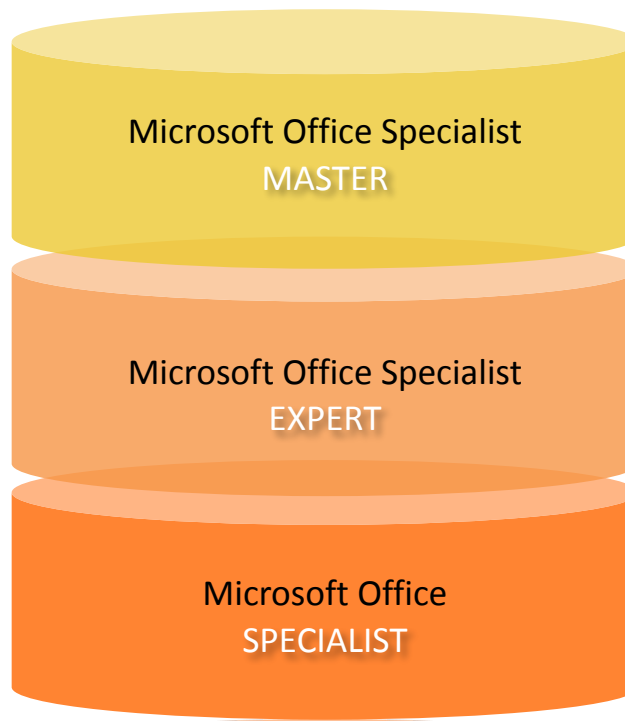 Microsoft Office Specialist
MASTER
Microsoft Office Specialist
EXPERT
Microsoft Office
SPECIALIST